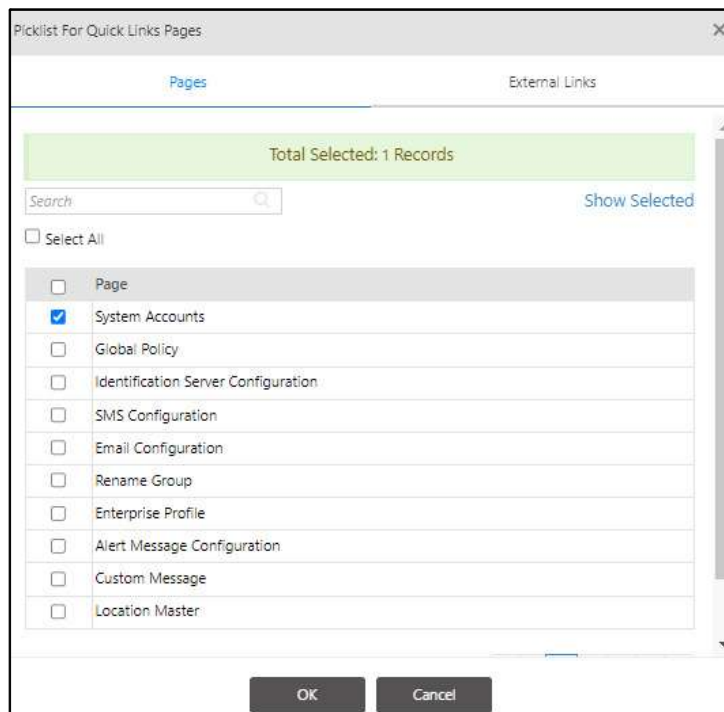 Picklist For Quick Links Pages
Pages External Links
Total Selected: 1 Records
Search Show Selected
Select All
Page
System Accounts
Global Policy
Identification Server Configuration
SMS Configuration
Email Configuration
Rename Group
Enterprise Profile
Alert Message Configuration
Custom Message
Location Master
OK Cancel